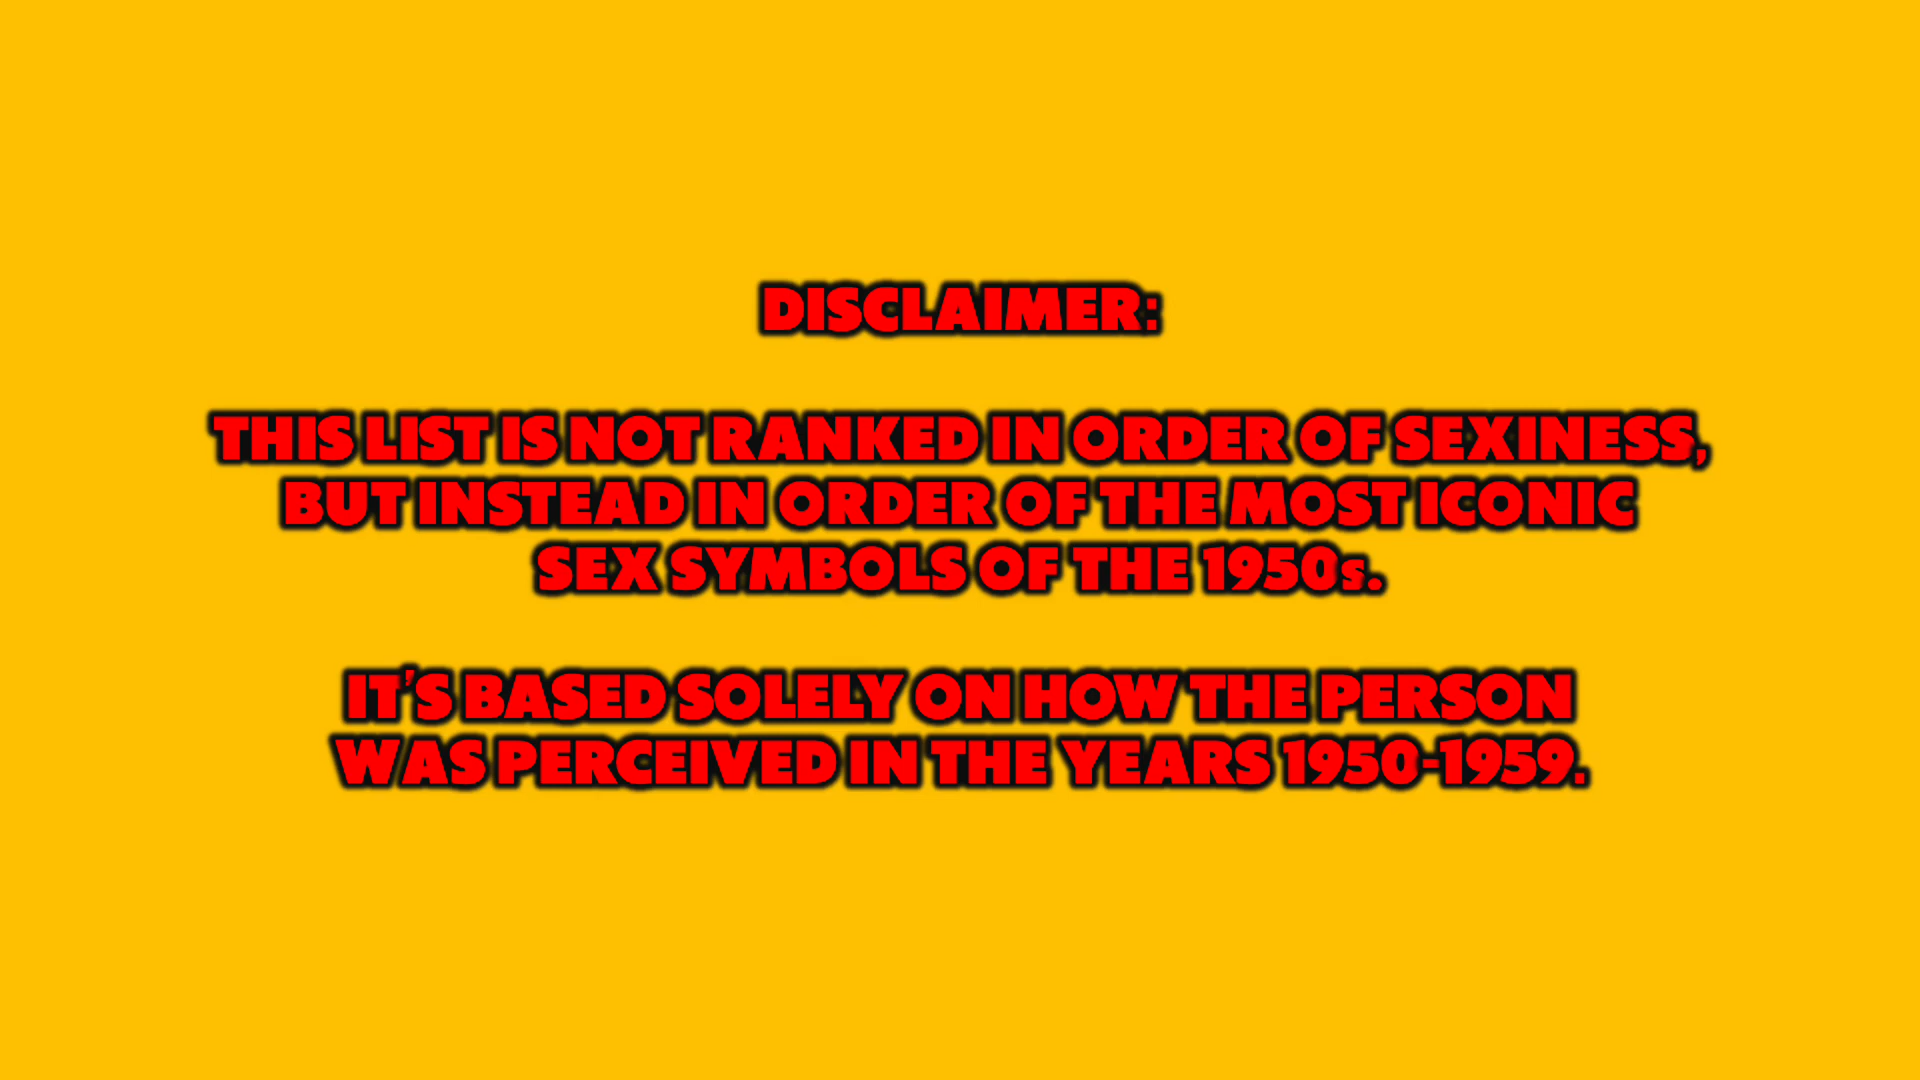 DISCLAIMER:
THIS LIST IS NOT RANKED IN ORDER OF SEXINESS,
BUT INSTEAD IN ORDER OF THE MOST ICONIC
SEX SYMBOLS OF THE 1950s.
IT'S BASED SOLELY ON HOW THE PERSON
WAS PERCEIVED IN THE YEARS 1950-1959.